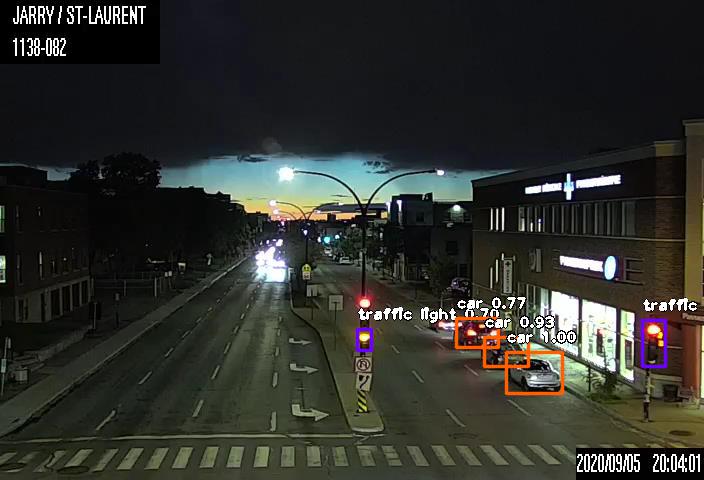 JARRY / ST-LAURENT
1138-082
car 0.77
traffic
traffic light 0.70
car 0.93
car 1.00
2020/09/05 20:04:01